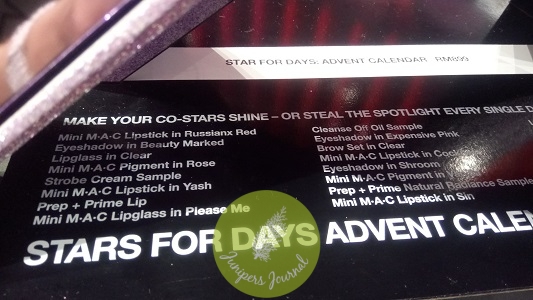 STAR FOR DAYS: ADVENT CALENDAR RM899
MAKE YOUR CO-STARS SHINE – OR STEAL THE SPOTLIGHT EVERY SINGLE D
Mini M·A·C Lipstick in Russianx Red
Eyeshadow in Beauty Marked
Lipglass in Clear
Mini M·A·C Pigment in Rose
Strobe Cream Sample
Mini M·A·C Lipstick in Yash
Prep + Prime Lip
Mini M·A·C Lipglass in Please Me
Cleanse Off Oil Sample
Eyeshadow in Expensive Pink
Brow Set in Clear
Mini M·A·C Lipstick in
Eyeshadow in Shroom
Mini M·A·C Pigment in
Prep + Prime Natural Radiance Sample
Mini M·A·C Lipstick in Sin
STARS FOR DAYS ADVENT CALEN
Junipers Journal